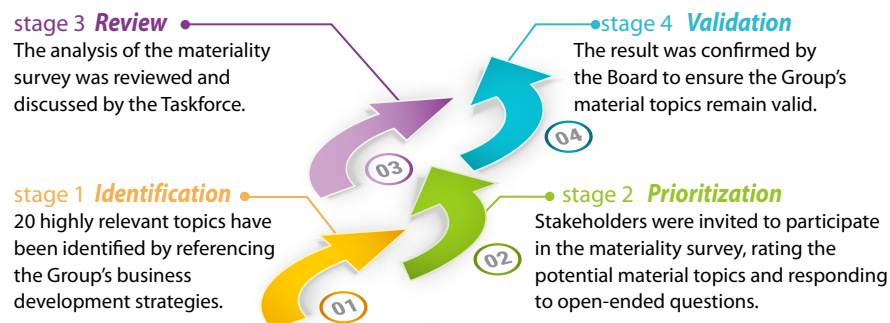 stage 3 Review
The analysis of the materiality
survey was reviewed and
discussed by the Taskforce.
stage 4 Validation
The result was confirmed by
the Board to ensure the Group's
material topics remain valid.
03
04
stage 1 Identification
20 highly relevant topics have
been identified by referencing
the Group's business
development strategies.
stage 2 Prioritization
Stakeholders were invited to participate
in the materiality survey, rating the
potential material topics and responding
to open-ended questions.
01
02